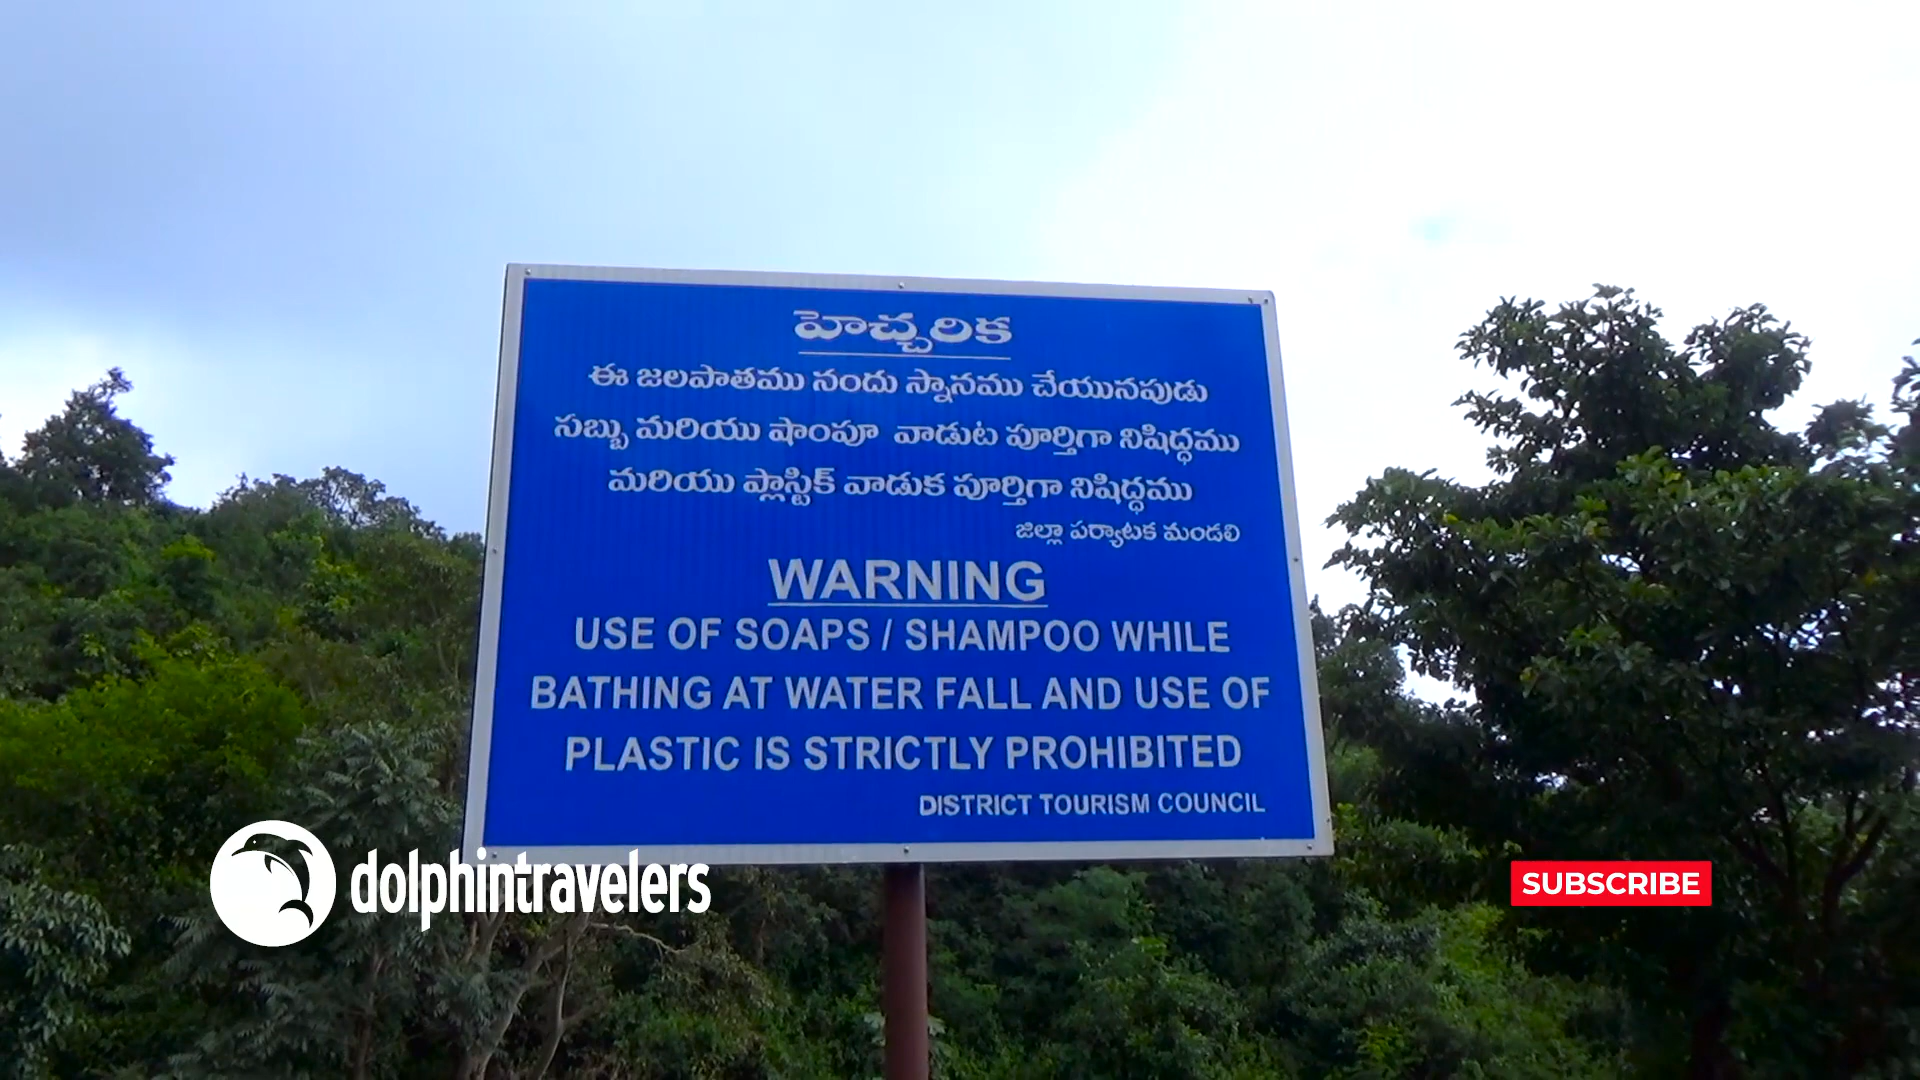 హెచ్చరిక
ఈ జలపాతము నందు స్నానము చేయునపుడు
సబ్బు మరియు షాంపూ వాడుట పూర్తిగా నిషిద్ధము
మరియు ప్లాస్టిక్ వాడుక పూర్తిగా నిషిద్ధము
జిల్లా పర్యాటక మండలి
WARNING
USE OF SOAPS / SHAMPOO WHILE
BATHING AT WATER FALL AND USE OF
PLASTIC IS STRICTLY PROHIBITED
DISTRICT TOURISM COUNCIL
dolphintravelers
SUBSCRIBE